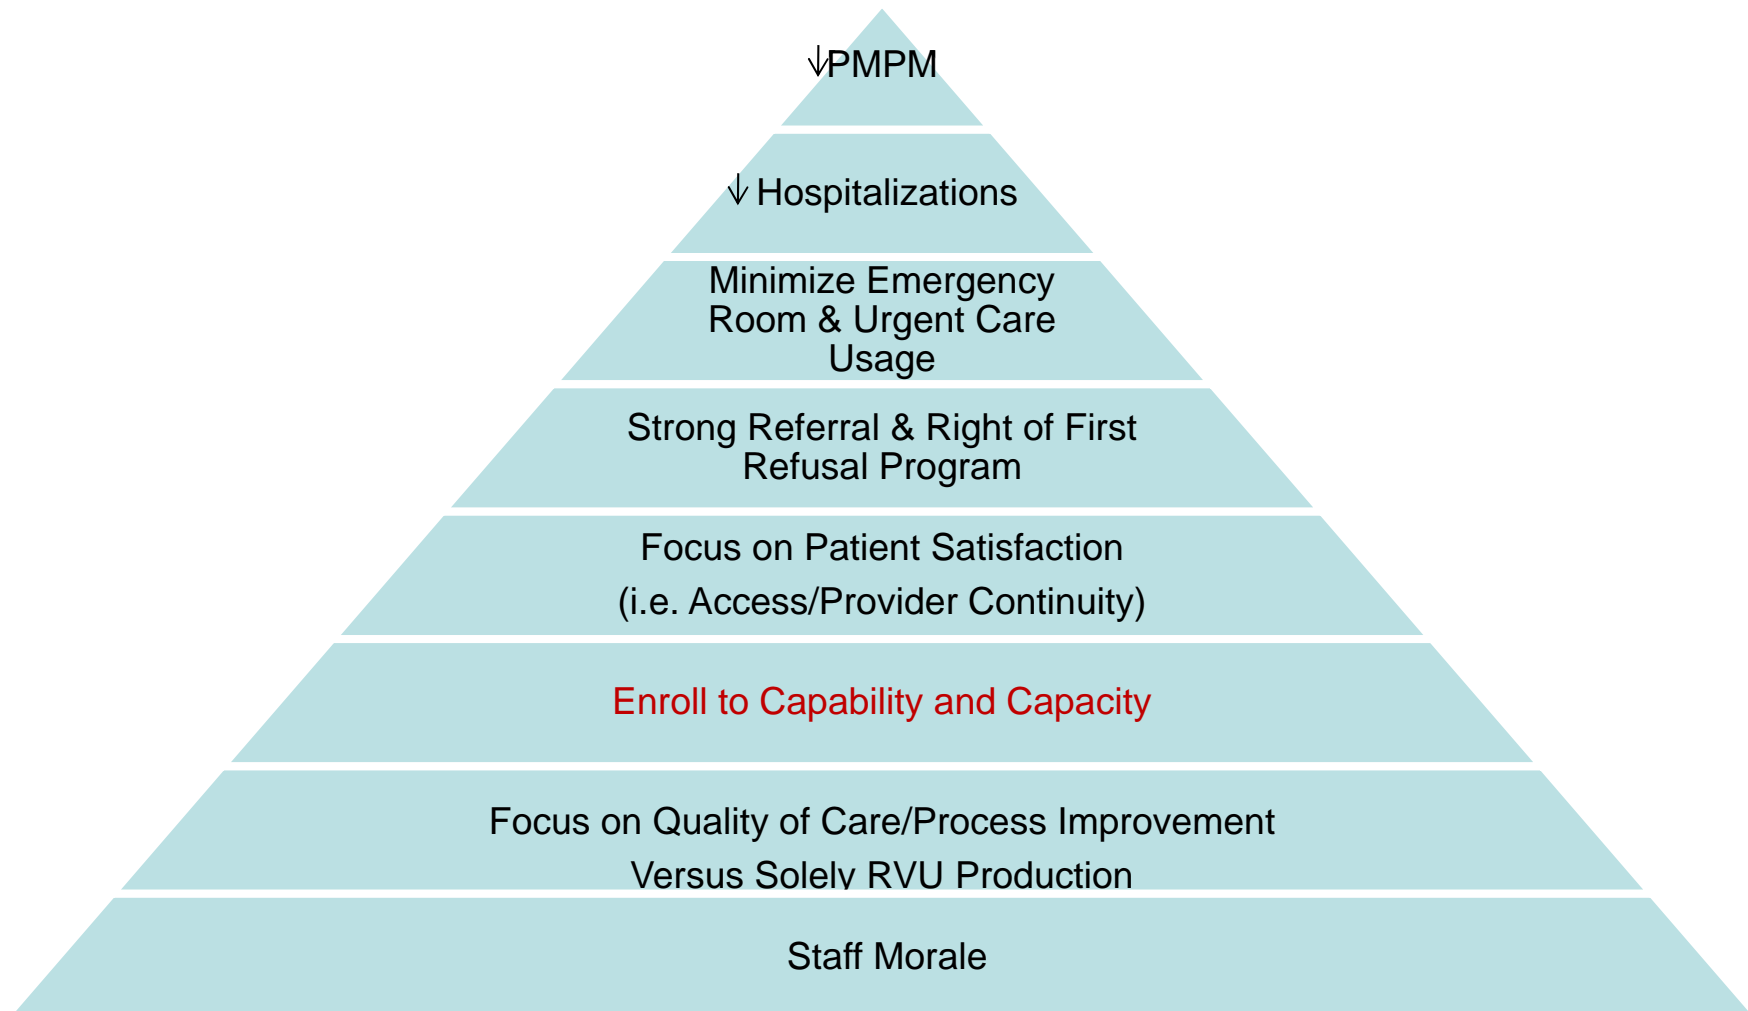 ↓PMPM
↓ Hospitalizations
Minimize Emergency
Room & Urgent Care
Usage
Strong Referral & Right of First
Refusal Program
Focus on Patient Satisfaction
(i.e. Access/Provider Continuity)
Enroll to Capability and Capacity
Focus on Quality of Care/Process Improvement
Versus Solely RVU Production
Staff Morale